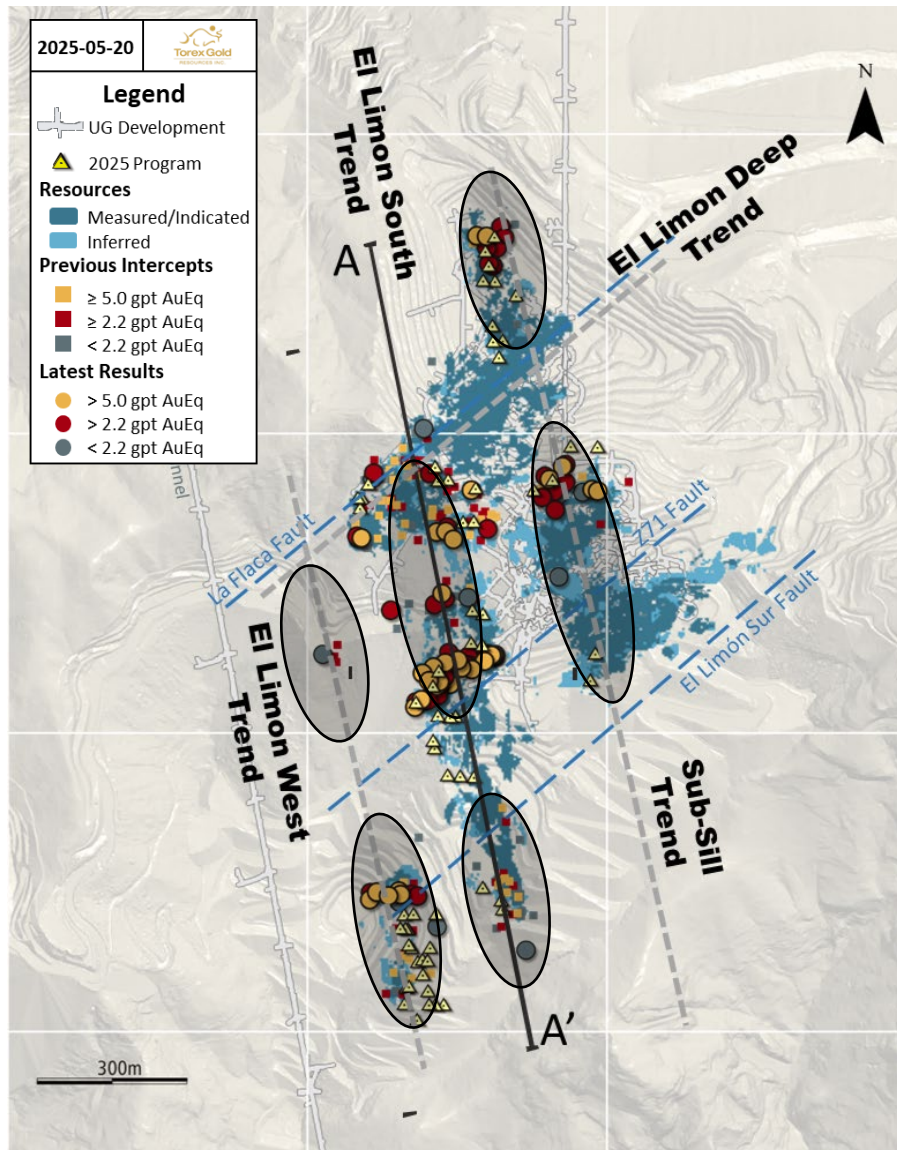 2025-05-20
Torex Gold
RESOURCES INC.
Legend
UG Development
2025 Program
Resources
Measured/Indicated
Inferred
Previous Intercepts
≥ 5.0 gpt AuEq
≥ 2.2 gpt AuEq
< 2.2 gpt AuEq
Latest Results
> 5.0 gpt AuEq
> 2.2 gpt AuEq
< 2.2 gpt AuEq
N
El Limon South
Trend
A
El Limon Deep
Trend
La Flaca Fault
Z71 Fault
El Limón Sur Fault
El Limon West
Trend
Sub-Sill
Trend
A’
300m